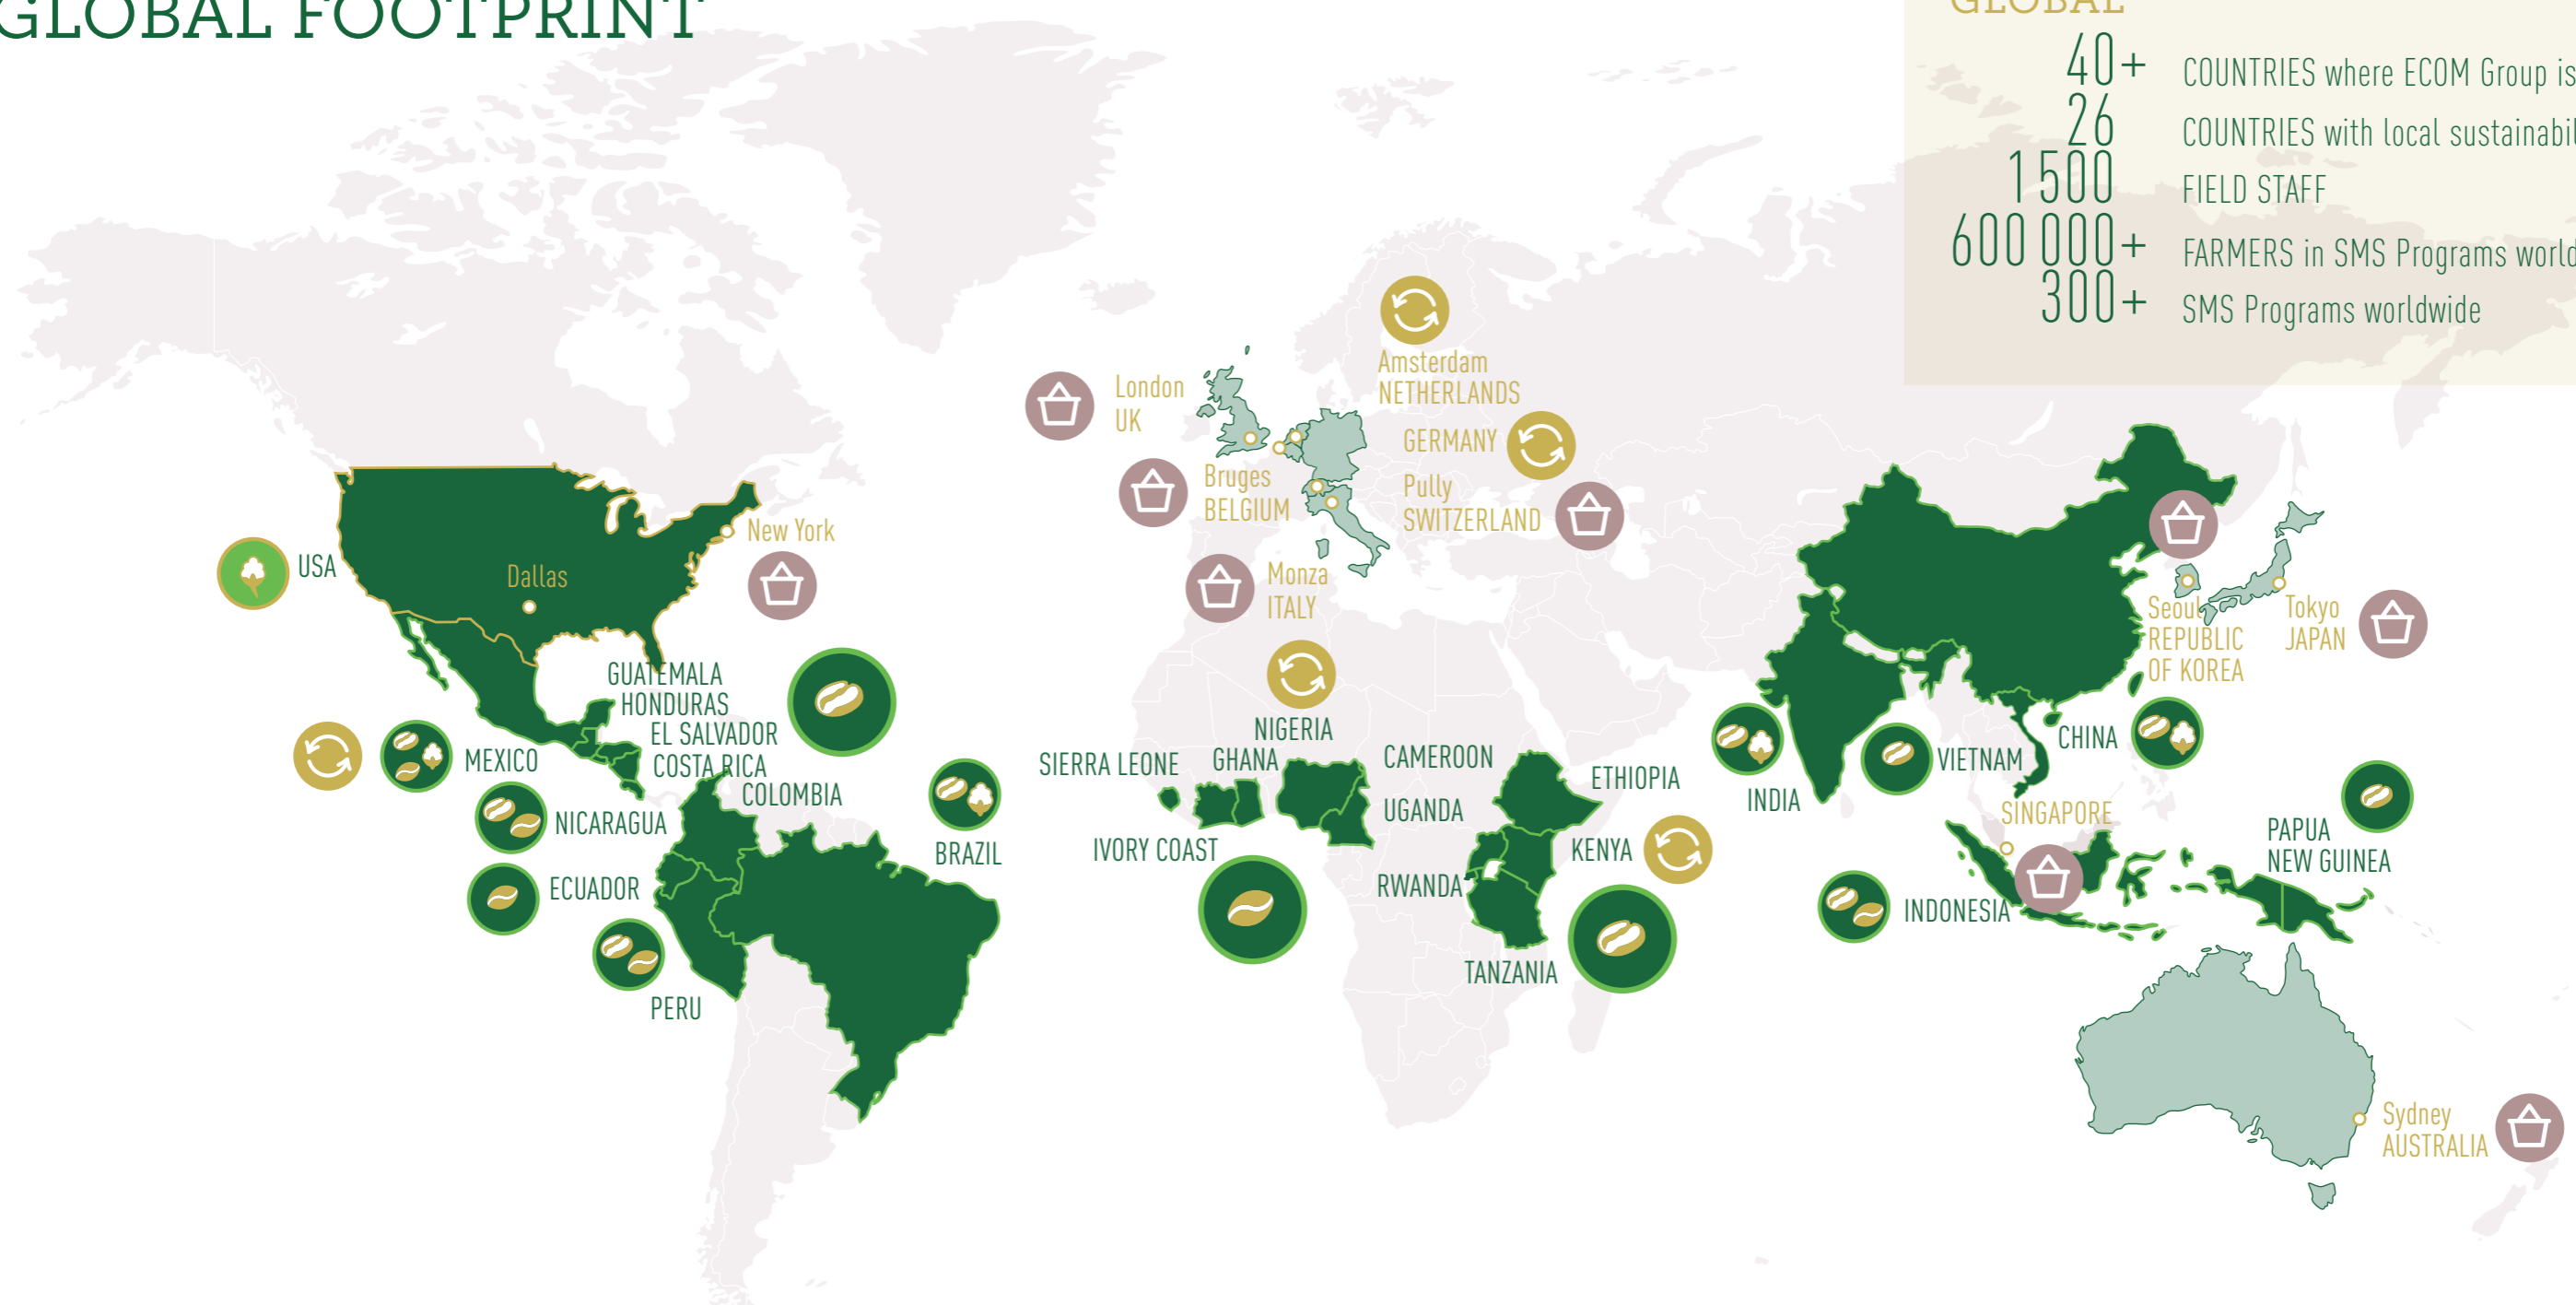 GLOBAL FOOTPRINT
GLOBAL
40+ COUNTRIES where ECOM Group is
26 COUNTRIES with local
1500 FIELD STAFF
600 000+ FARMERS in SMS Programs
300+ SMS Programs worldwide
Amsterdam
NETHERLANDS
London
UK
GERMANY
Bruges
BELGIUM
Pully
SWITZERLAND
Monza
ITALY
New York
USA
Dallas
Seoul
REPUBLIC
OF KOREA
Tokyo
JAPAN
GUATEMALA
HONDURAS
EL SALVADOR
COSTA RICA
COLOMBIA
MEXICO
NICARAGUA
ECUADOR
PERU
BRAZIL
NIGERIA
SIERRA LEONE
GHANA
CAMEROON
ETHIOPIA
UGANDA
IVORY COAST
KENYA
RWANDA
TANZANIA
INDIA
VIETNAM
CHINA
SINGAPORE
INDONESIA
PAPUA
NEW GUINEA
Sydney
AUSTRALIA